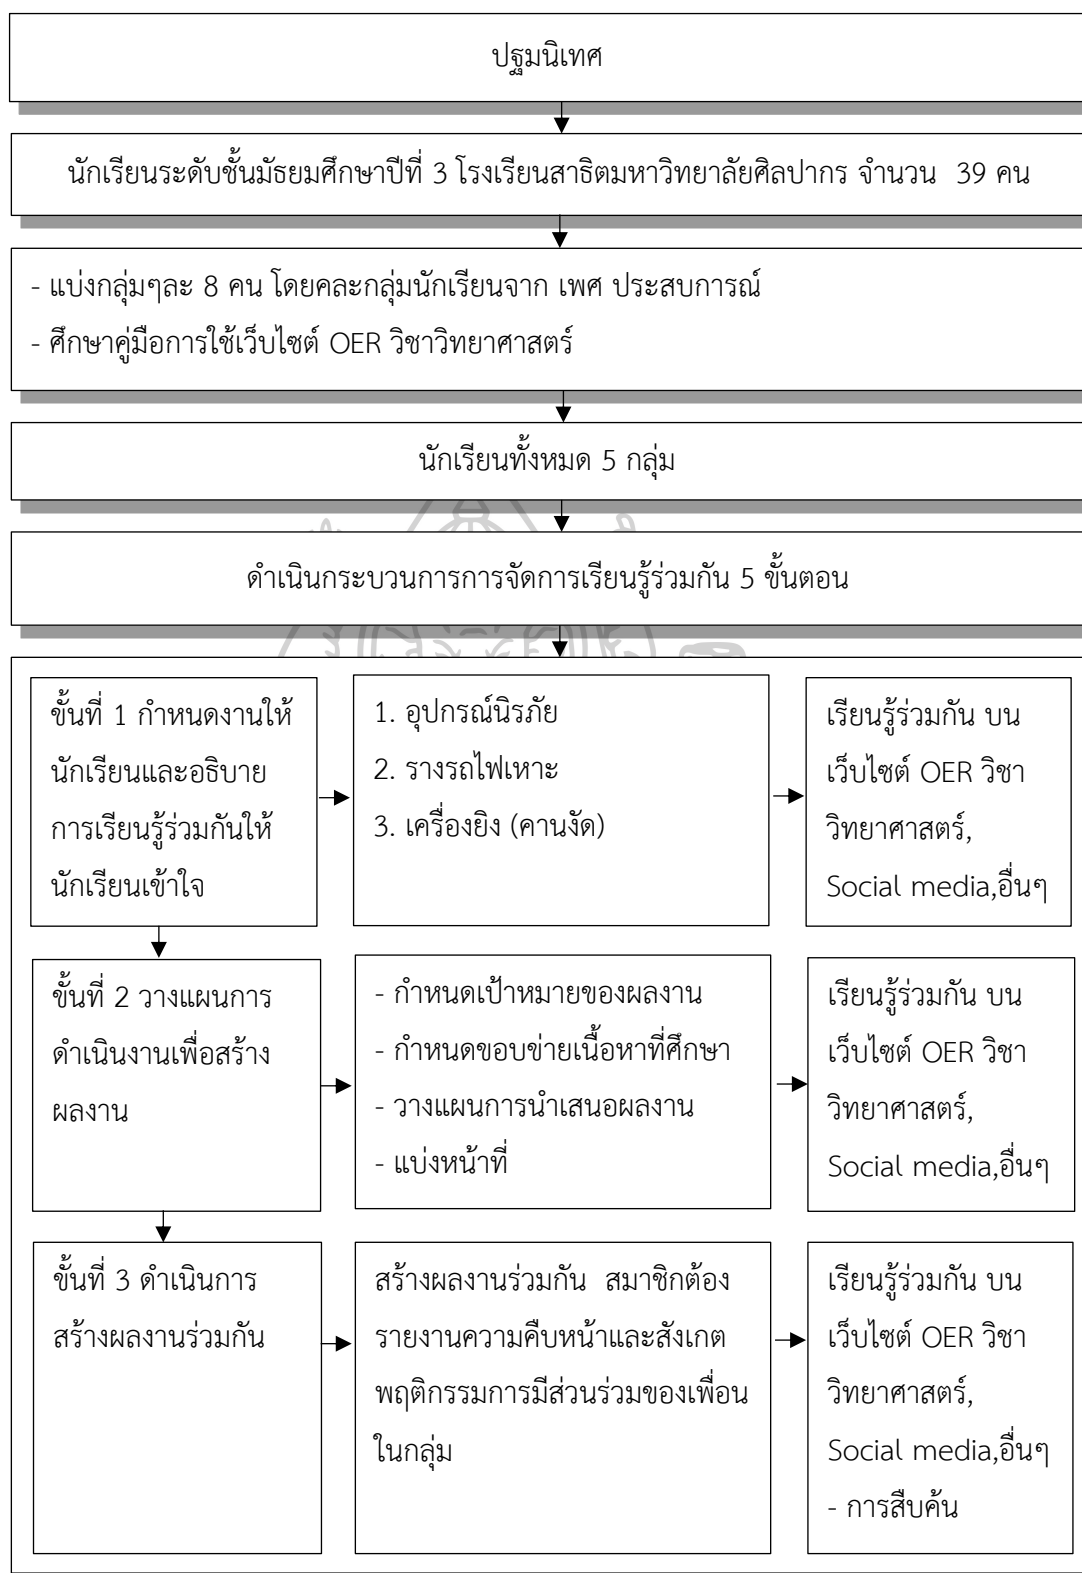 ปฐมนิเทศ
นักเรียนระดับชั้นมัธยมศึกษาปีที่ 3 โรงเรียนสาธิตมหาวิทยาลัยศิลปากร จำนวน 39 คน
- แบ่งกลุ่มๆละ 8 คน โดยคละกลุ่มนักเรียนจาก เพศ ประสบการณ์
- ศึกษาคู่มือการใช้เว็บไซต์ OER วิชาวิทยาศาสตร์
นักเรียนทั้งหมด 5 กลุ่ม
ดำเนินกระบวนการการจัดการเรียนรู้ร่วมกัน 5 ขั้นตอน
ขั้นที่ 1 กำหนดงานให้
นักเรียนและอธิบาย
การเรียนรู้ร่วมกันให้
นักเรียนเข้าใจ
1. อุปกรณ์นิรภัย
2. รางรถไฟเหาะ
3. เครื่องยิง (คานงัด)
เรียนรู้ร่วมกัน บน
เว็บไซต์ OER วิชา
วิทยาศาสตร์,
Social media,อื่นๆ
ขั้นที่ 2 วางแผนการ
ดำเนินงานเพื่อสร้าง
ผลงาน
- กำหนดเป้าหมายของผลงาน
- กำหนดขอบข่ายเนื้อหาที่ศึกษา
- วางแผนการนำเสนอผลงาน
- แบ่งหน้าที่
เรียนรู้ร่วมกัน บน
เว็บไซต์ OER วิชา
วิทยาศาสตร์,
Social media,อื่นๆ
ขั้นที่ 3 ดำเนินการ
สร้างผลงานร่วมกัน
สร้างผลงานร่วมกัน สมาชิกต้อง
รายงานความคืบหน้าและสังเกต
พฤติกรรมการมีส่วนร่วมของเพื่อน
ในกลุ่ม
เรียนรู้ร่วมกัน บน
เว็บไซต์ OER วิชา
วิทยาศาสตร์,
Social media,อื่นๆ
- การสืบค้น